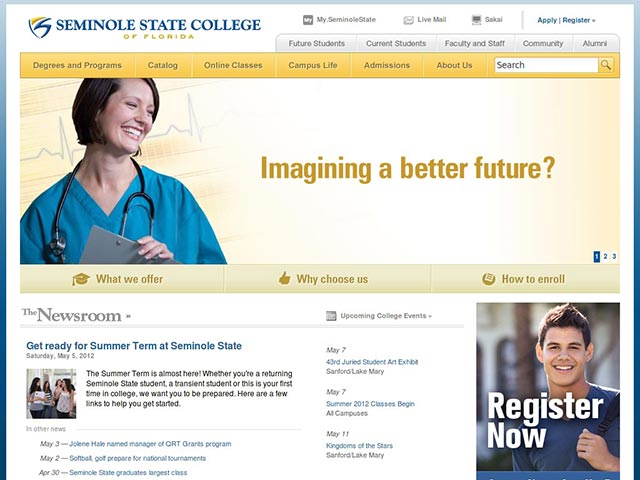 SEMINOLE STATE COLLEGE
OF FLORIDA
My.SeminoleState
Live Mail
Sakai
Apply | Register »
Future Students
Current Students
Faculty and Staff
Community
Alumni
Degrees and Programs
Catalog
Online Classes
Campus Life
Admissions
About Us
Search
Imagining a better future?
1 2 3
What we offer
Why choose us
How to enroll
The Newsroom »
Upcoming College Events »
Get ready for Summer Term at Seminole State
Saturday, May 5, 2012
The Summer Term is almost here! Whether you're a returning
Seminole State student, a transient student or this is your first
time in college, we want you to be prepared. Here are a few
links to help you get started.
In other news
May 3 — Jolene Hale named manager of QRT Grants program
May 2 — Softball, golf prepare for national tournaments
Apr 30 — Seminole State graduates largest class
May 7
43rd Juried Student Art Exhibit
Sanford/Lake Mary
May 7
Summer 2012 Classes Begin
All Campuses
May 11
Kingdoms of the Stars
Sanford/Lake Mary
Register
Now